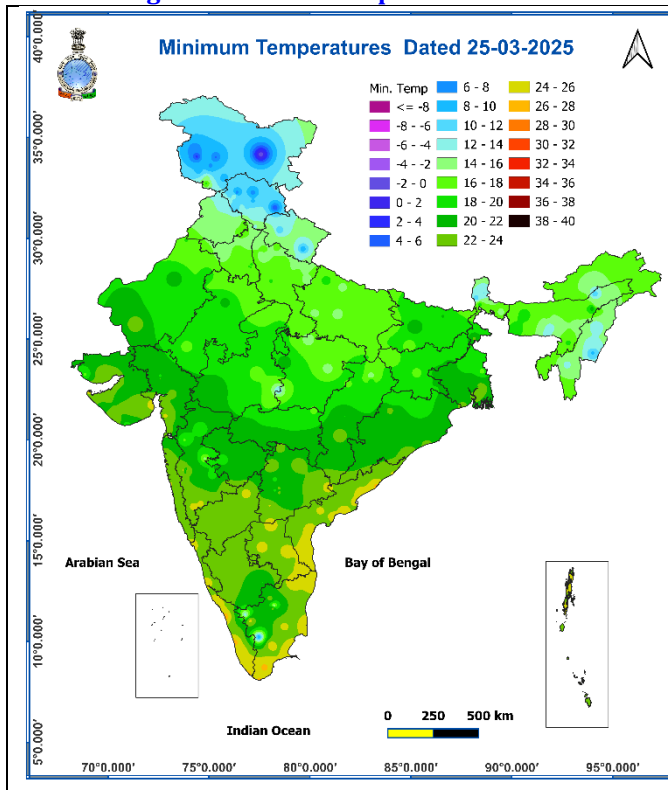 Minimum Temperatures Dated 25-03-2025
Min. Temp
<= -8
-8 - -6
-6 - -4
-4 - -2
-2 - 0
0 - 2
2 - 4
4 - 6
6 - 8
8 - 10
10 - 12
12 - 14
14 - 16
16 - 18
18 - 20
20 - 22
22 - 24
24 - 26
26 - 28
28 - 30
30 - 32
32 - 34
34 - 36
36 - 38
38 - 40
40°0.000'
35°0.000'
30°0.000'
25°0.000'
20°0.000'
15°0.000'
10°0.000'
5°0.000'
Arabian Sea
Bay of Bengal
Indian Ocean
0 250 500 km
70°0.000' 75°0.000' 80°0.000' 85°0.000' 90°0.000' 95°0.000'